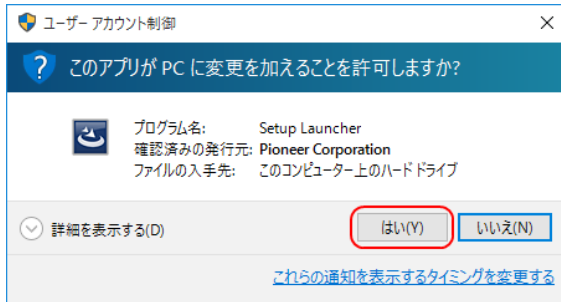 ユーザー アカウント制御
このアプリが PC に変更を加えることを許可しますか?
プログラム名: Setup Launcher
確認済みの発行元: Pioneer Corporation
ファイルの入手先: このコンピューター上のハード ドライブ
詳細を表示する(D) はい(Y) いいえ(N)
これらの通知を表示するタイミングを変更する